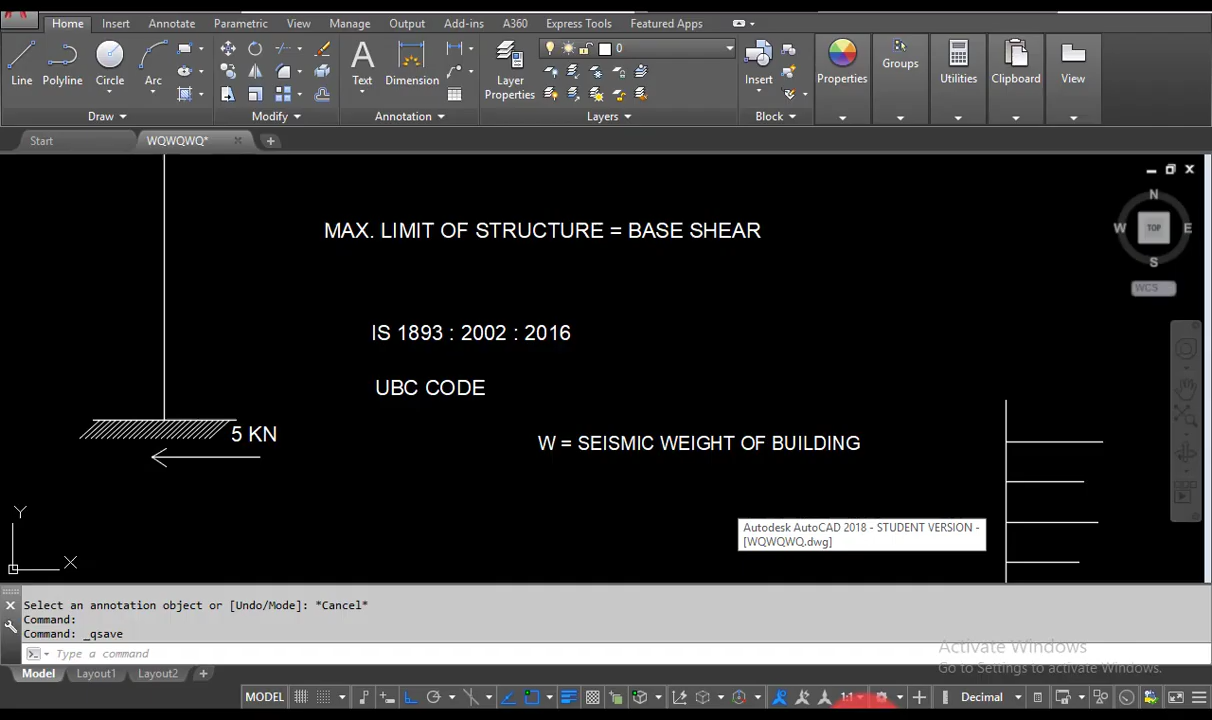 Home Insert Annotate Parametric View Manage Output Add-ins A360 Express Tools Featured Apps
Line Polyline Circle Arc Text Dimension Layer Properties 0 Insert Properties Groups Utilities Clipboard View
Draw Modify Annotation Layers Block
Start WQWQWQ*
MAX. LIMIT OF STRUCTURE = BASE SHEAR
N
W TOP E
S
WCS
IS 1893 : 2002 : 2016
UBC CODE
5 KN
W = SEISMIC WEIGHT OF BUILDING
Y
X
Autodesk AutoCAD 2018 - STUDENT VERSION -
[WQWQWQ.dwg]
Select an annotation object or [Undo/Mode]: *Cancel*
Command:
Command: _qsave
Type a command
Activate Windows
Go to Settings to activate Windows.
Model Layout1 Layout2
MODEL 1:1 Decimal